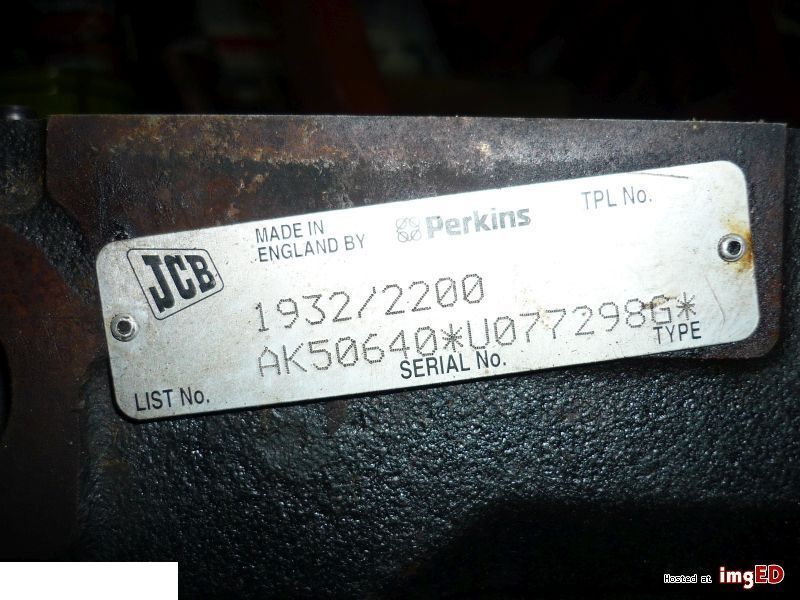 JCB
MADE IN
ENGLAND BY
Perkins
TPL No.
1932/2200
AK50640*U077298G*
LIST No.
SERIAL No.
TYPE
Hosted at imgED